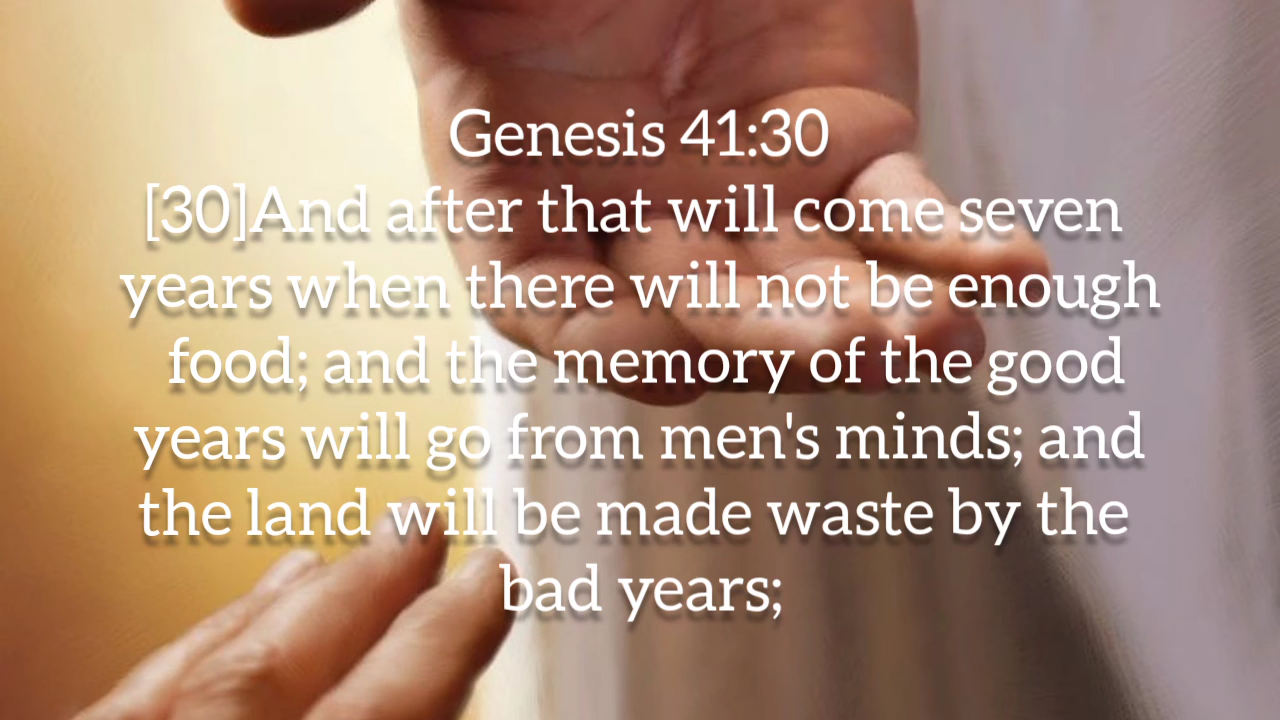 Genesis 41:30
[30]And after that will come seven
years when there will not be enough
food; and the memory of the good
years will go from men's minds; and
the land will be made waste by the
bad years;